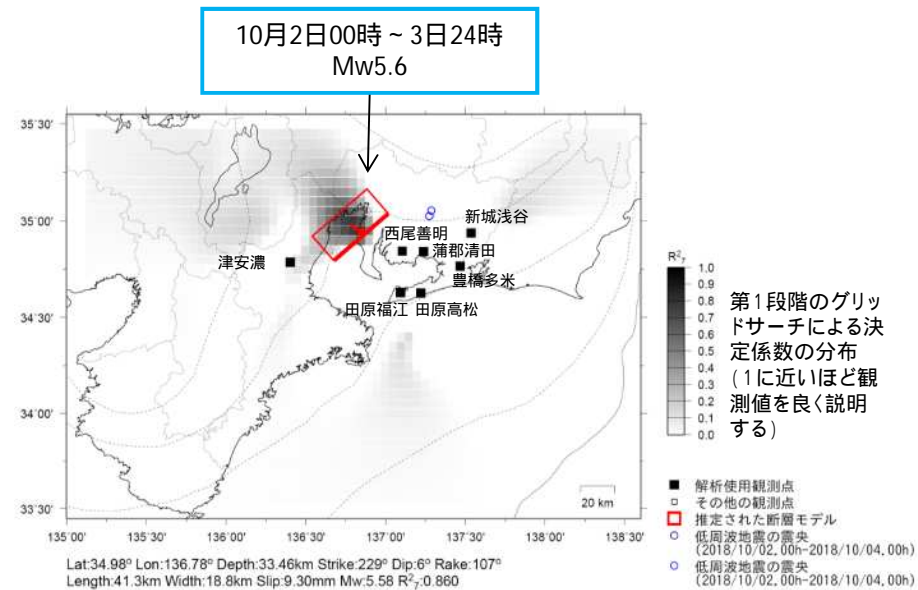 10月2日00時~3日24時
Mw5.6
35°30'
35°00'
34°30'
34°00'
33°30'
135°00'
135°30'
136°00'
136°30'
137°00'
137°30'
138°00'
138°30'
新城浅谷
西尾善明
蒲郡清田
津安濃
豊橋多米
田原福江
田原高松
20 km
R²₇
1.0
0.9
0.8
0.7
0.6
0.5
0.4
0.3
0.2
0.1
0.0
第1段階のグリッ
ドサーチによる決
定係数の分布
(1に近いほど観
測値を良く説明
する)
解析使用観測点
その他の観測点
推定された断層モデル
低周波地震の震央
(2018/10/02.00h-2018/10/04.00h)
低周波地震の震央
(2018/10/02.00h-2018/10/04.00h)
Lat:34.98° Lon:136.78° Depth:33.46km Strike:229° Dip:6° Rake:107°
Length:41.3km Width:18.8km Slip:9.30mm Mw:5.58 R²₇:0.860